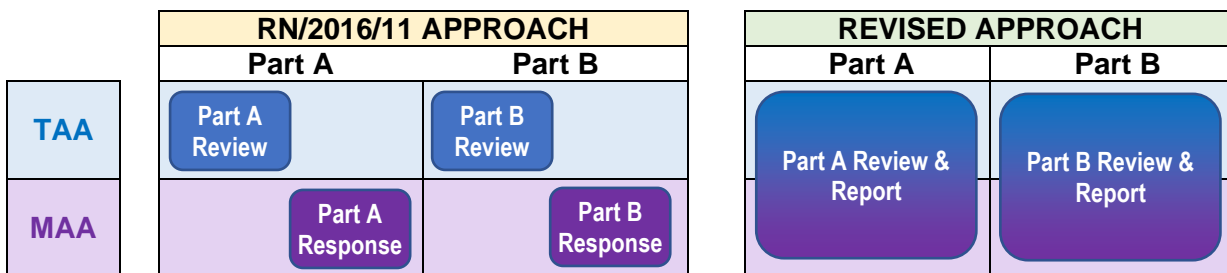 RN/2016/11 APPROACH
REVISED APPROACH
Part A
Part B
Part A
Part B
TAA
Part A
Review
Part B
Review
Part A Review &
Report
Part B Review &
Report
MAA
Part A
Response
Part B
Response